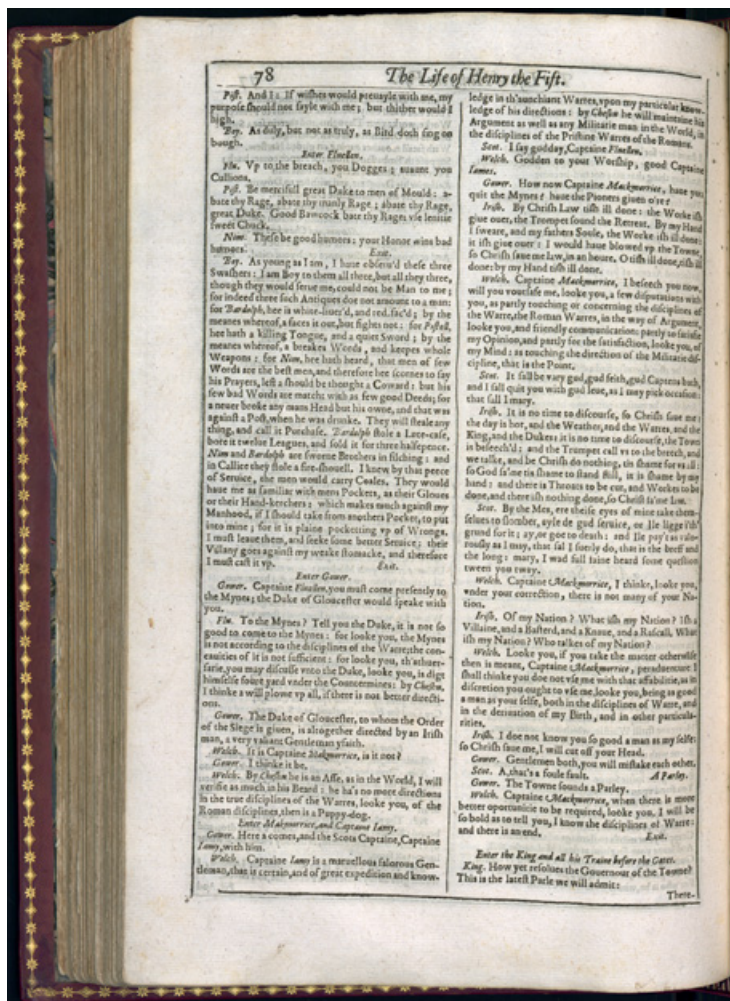 78
The Life of Henry the Fift.
Pist. And I: If wishes would preuayle with me, my
purpose should not fayle with me; but thither would I
high.
Boy. As duly, but not as truly, as Bird doth sing on
bough.
Enter Fluellen.
Flu. Vp to the breach, you Dogges; auaunt you
Cullions.
Pist. Be mercifull great Duke to men of Mould: a-
bate thy Rage, abate thy manly Rage; abate thy Rage,
great Duke. Good Bawcock bate thy Rage: vse lenitie
sweet Chuck.
Nim. These be good humors: your Honor wins bad
humors. Exit.
Boy. As young as I am, I haue obseru'd these three
Swashers: I am Boy to them all three, but all they three,
though they would serue me, could not be Man to me;
for indeed three such Antiques doe not amount to a man:
for Bardolph, hee is white-liuer'd, and red-fac'd; by the
meanes whereof, a faces it out, but fights not: for Pistoll,
hee hath a killing Tongue, and a quiet Sword; by the
meanes whereof, a breakes Words, and keepes whole
Weapons: for Nim, hee hath heard, that men of few
Words are the best men, and therefore hee scornes to say
his Prayers, lest a should be thought a Coward: but his
few bad Words are matcht with as few good Deeds; for
a neuer broke any mans Head but his owne, and that was
against a Post, when he was drunke. They will steale any
thing, and call it Purchase. Bardolph stole a Lute-case,
bore it twelue Leagues, and sold it for three halfepence.
Nim and Bardolph are sworne Brothers in filching: and
in Callice they stole a fire-shouell. I knew by that peece
of Seruice, the men would carry Coales. They would
haue me as familiar with mens Pockets, as their Gloues
or their Hand-kerchers: which makes much against my
Manhood, if I should take from anothers Pocket, to put
into mine; for it is plaine pocketting vp of Wrongs.
I must leaue them, and seeke some better Seruice: their
Villany goes against my weake stomacke, and therefore
I must cast it vp. Exit.
Enter Gower.
Gower. Captaine Fluellen, you must come presently to
the Mynes; the Duke of Gloucester would speake with
you.
Flu. To the Mynes? Tell you the Duke, it is not so
good to come to the Mynes: for looke you, the Mynes
is not according to the disciplines of the Warre; the con-
cauities of it is not sufficient: for looke you, th'athuer-
sarie, you may discusse vnto the Duke, looke you, is digt
himselfe foure yard vnder the Countermines: by Cheshu,
I thinke a will plowe vp all, if there is not better directi-
ons.
Gower. The Duke of Gloucester, to whom the Order
of the Siege is giuen, is altogether directed by an Irish
man, a very valiant Gentleman yfaith.
Welch. It is Captaine Makmorrice, is it not?
Gower. I thinke it be.
Welch. By Cheshu he is an Asse, as in the World, I will
verifie as much in his Beard: he ha's no more directions
in the true disciplines of the Warres, looke you, of the
Roman disciplines, then is a Puppy-dog.
Enter Makmorrice, and Captaine Iamy.
Gower. Here a comes, and the Scots Captaine, Captaine
Iamy, with him.
Welch. Captaine Iamy is a maruellous falorous Gen-
tleman, that is certain, and of great expedition and know-
ledge in th'aunchiant Warres, vpon my particular know-
ledge of his directions: by Cheshu he will maintaine his
Argument as well as any Militarie man in the World, in
the disciplines of the Pristine Warres of the Romans.
Scot. I say gudday, Captaine Fluellen.
Welch. Godden to your Worship, good Captaine
Iames.
Gower. How now Captaine Mackmorrice, haue you
quit the Mynes? haue the Pioners giuen o're?
Irish. By Chrish Law tish ill done: the Worke ish
giue ouer, the Trompet sound the Retreat. By my Hand
I sweare, and my fathers Soule, the Worke ish ill done:
it ish giue ouer: I would haue blowed vp the Towne,
so Chrish saue me law, in an houre. O tish ill done, tish ill
done: by my Hand tish ill done.
Welch. Captaine Mackmorrice, I beseech you now,
will you voutsafe me, looke you, a few disputations with
you, as partly touching or concerning the disciplines of
the Warre, the Roman Warres, in the way of Argument,
looke you, and friendly communication: partly to satisfie
my Opinion, and partly for the satisfaction, looke you, of
my Mind: as touching the direction of the Militarie dis-
cipline, that is the Point.
Scot. It sall be vary gud, gud feith, gud Captens bath,
and I sall quit you with gud leue, as I may pick occasion:
that sall I mary.
Irish. It is no time to discourse, so Chrish saue me:
the day is hot, and the Weather, and the Warres, and the
King, and the Dukes: it is no time to discourse, the Town
is beseech'd: and the Trumpet call vs to the breech, and
we talke, and be Chrish do nothing, tis shame for vs all:
so God sa'me tis shame to stand still, it is shame by my
hand: and there is Throats to be cut, and Workes to be
done, and there ish nothing done, so Christ sa'me law.
Scot. By the Mes, ere theise eyes of mine take them-
selues to slomber, ayle de gud seruice, or Ile ligge i'th'
grund for it; ay, or goe to death: and Ile pay't as valo-
rously as I may, that sal I suerly do, that is the breff and
the long: mary, I wad full faine heard some question
tween you tway.
Welch. Captaine Mackmorrice, I thinke, looke you,
vnder your correction, there is not many of your Na-
tion.
Irish. Of my Nation? What ish my Nation? Ish a
Villaine, and a Basterd, and a Knaue, and a Rascall. What
ish my Nation? Who talkes of my Nation?
Welch. Looke you, if you take the matter otherwise
then is meant, Captaine Mackmorrice, peraduenture I
shall thinke you doe not vse me with that affabilitie, as in
discretion you ought to vse me, looke you, being as good
a man as your selfe, both in the disciplines of Warre, and
in the deriuation of my Birth, and in other particula-
rities.
Irish. I doe not know you so good a man as my selfe:
so Chrish saue me, I will cut off your Head.
Gower. Gentlemen both, you will mistake each other.
Scot. A, that's a foule fault. A Parley.
Gower. The Towne sounds a Parley.
Welch. Captaine Mackmorrice, when there is more
better oportunitie to be required, looke you, I will be
so bold as to tell you, I know the disciplines of Warre:
and there is an end. Exit.
Enter the King and all his Traine before the Gates.
King. How yet resolues the Gouernour of the Towne?
This is the latest Parle we will admit:
There-